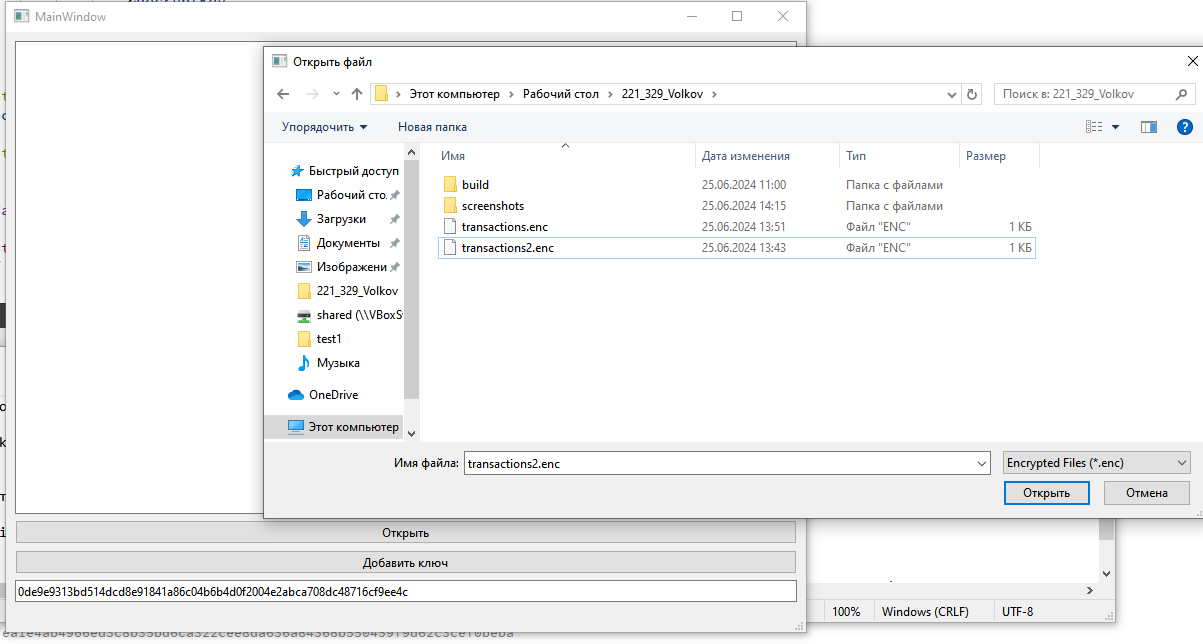 MainWindow
Открыть файл
Этот компьютер
Рабочий стол
221_329_Volkov
Поиск в: 221_329_Volkov
Упорядочить
Новая папка
Имя
Дата изменения
Тип
Размер
Быстрый доступ
Рабочий сто.
Загрузки
Документы
Изображени
221_329_Volkov
shared (\\VBoxS
test1
Музыка
OneDrive
Этот компьютер
build 25.06.2024 11:00 Папка с файлами
screenshots 25.06.2024 14:15 Папка с файлами
transactions.enc 25.06.2024 13:51 Файл "ENC" 1 КБ
transactions2.enc 25.06.2024 13:43 Файл "ENC" 1 КБ
Имя файла: transactions2.enc
Encrypted Files (*.enc)
Открыть
Отмена
Открыть
Добавить ключ
0de9e9313bd514dcd8e91841a86c04b6b4d0f2004e2abca708dc48716cf9ee4c
100%
Windows (CRLF)
UTF-8